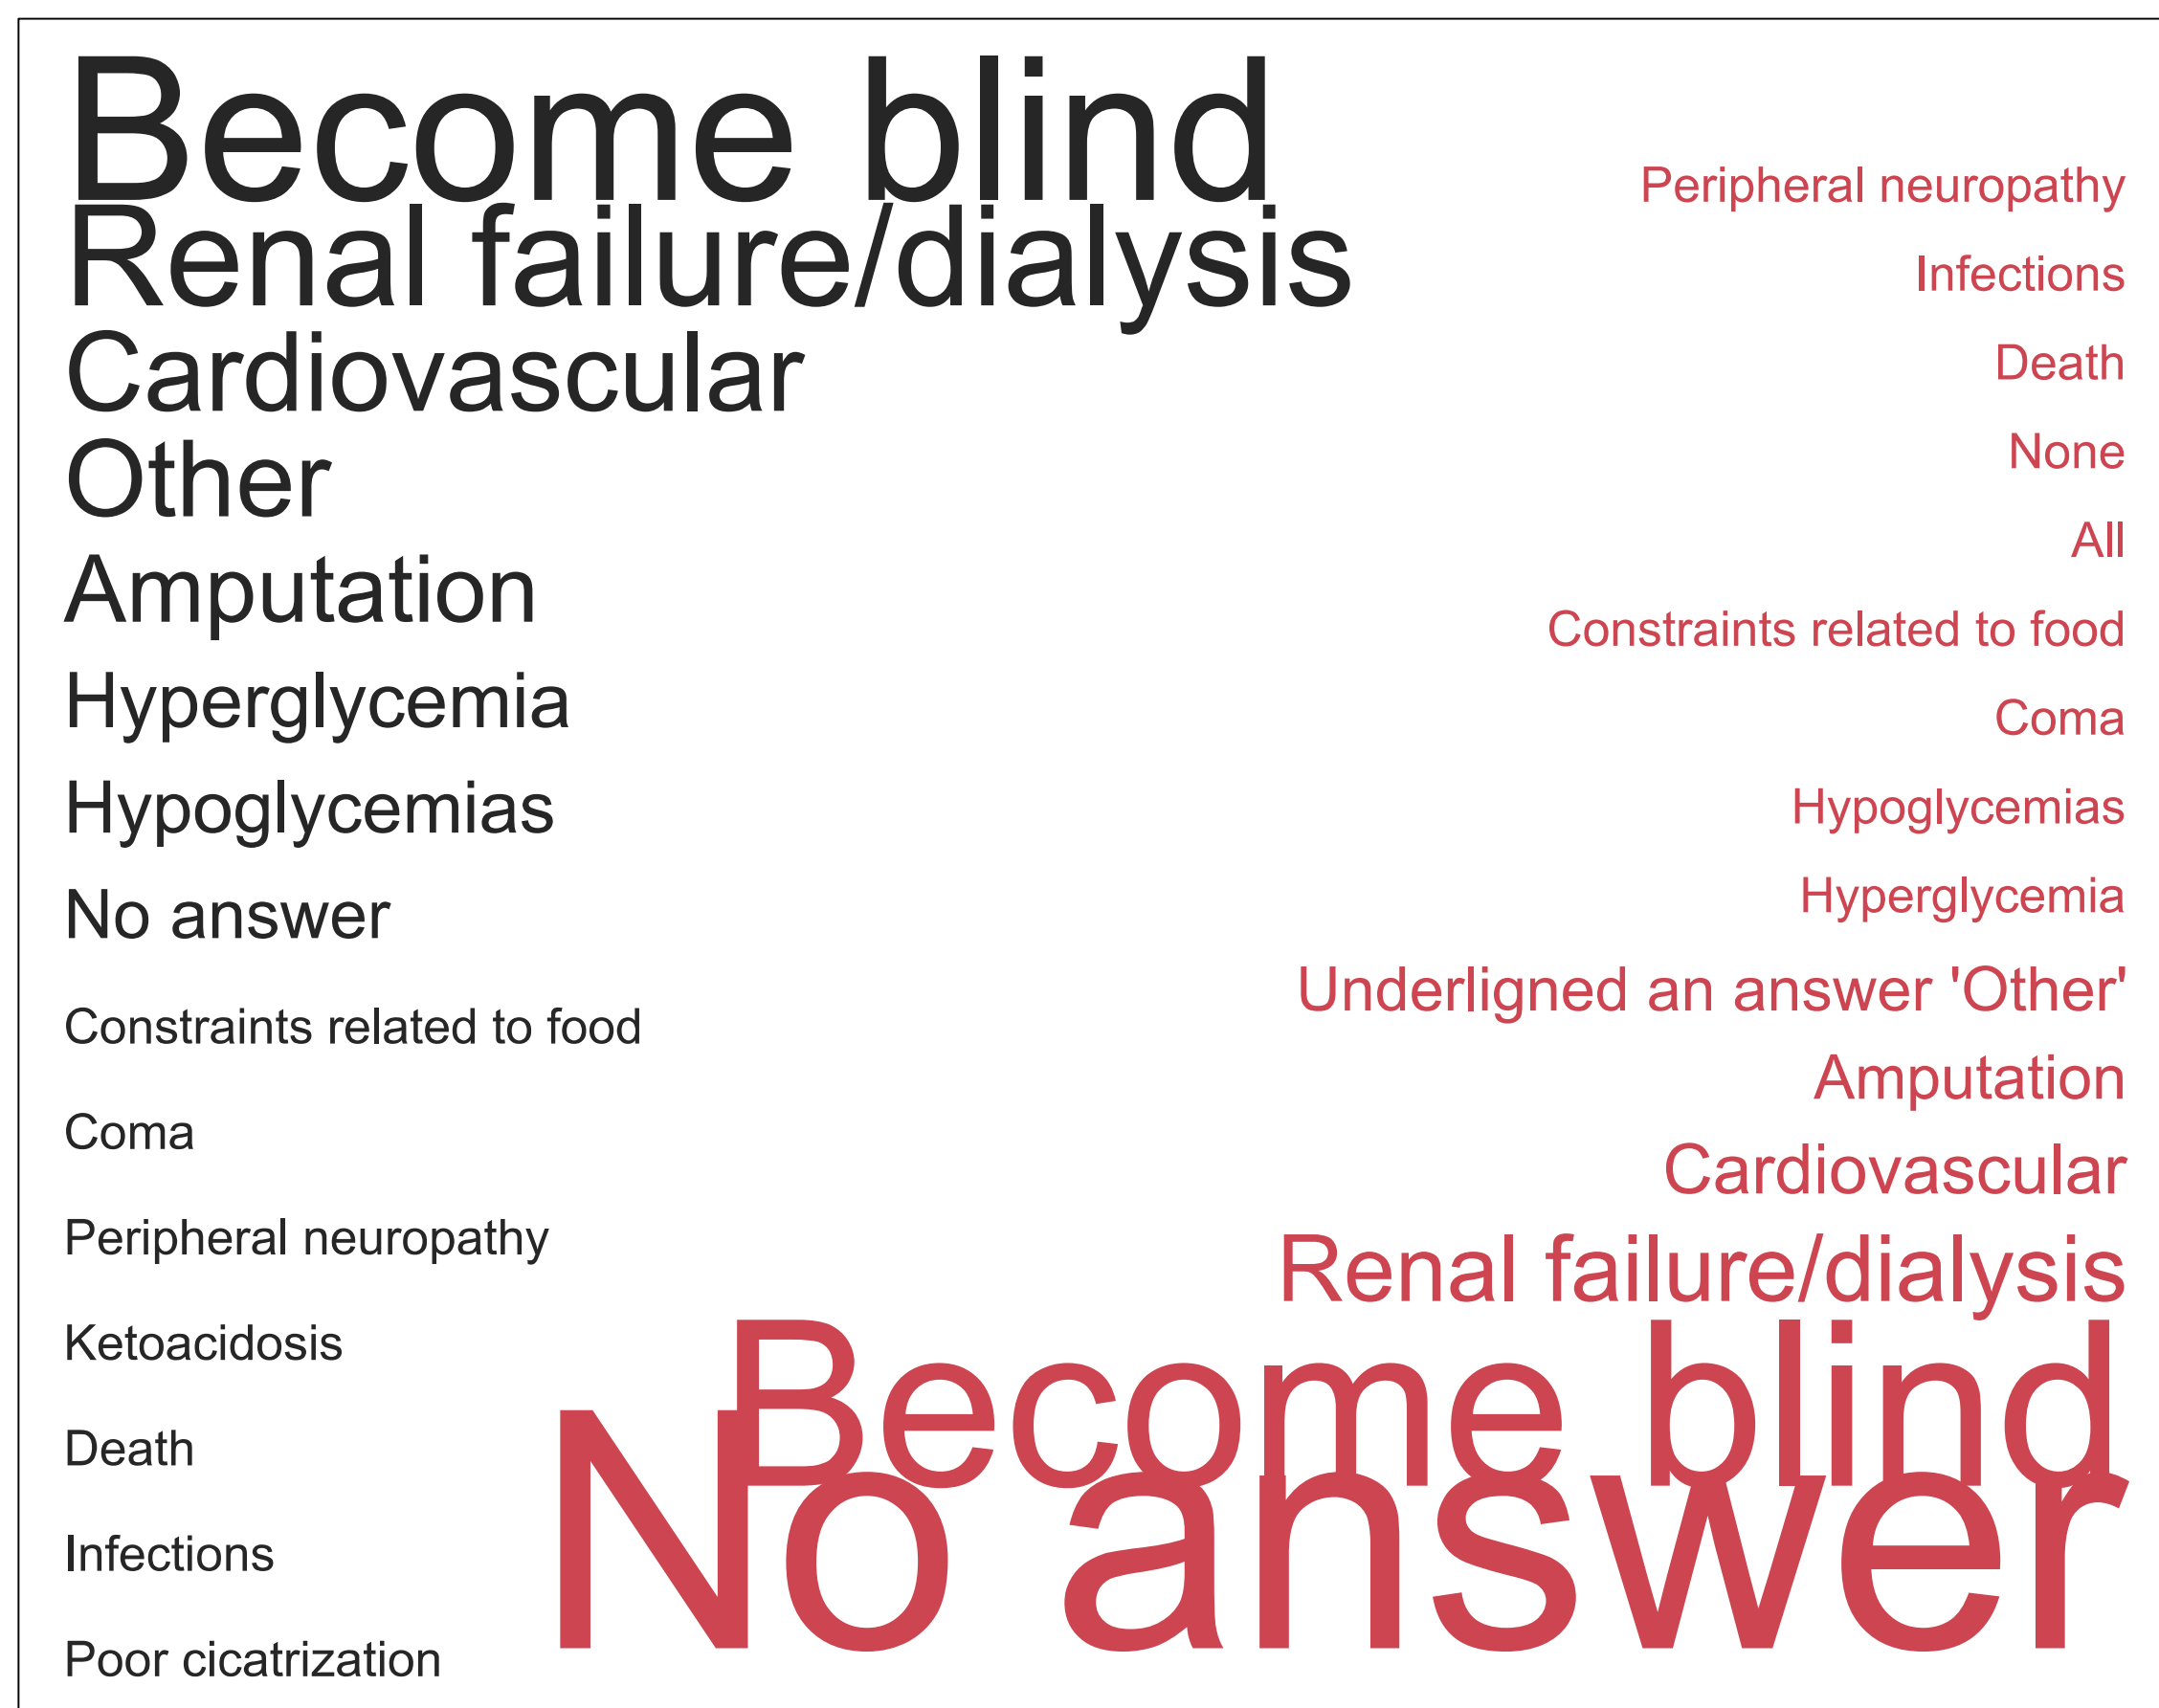 Become blind
Renal failure/dialysis
Cardiovascular
Other
Amputation
Hyperglycemia
Hypoglycemias
No answer
Constraints related to food
Coma
Peripheral neuropathy
Ketoacidosis
Death
Infections
Poor cicatrization
Peripheral neuropathy
Infections
Death
None
All
Constraints related to food
Coma
Hypoglycemias
Hyperglycemia
Underligned an answer 'Other'
Amputation
Cardiovascular
Renal failure/dialysis
Become blind
No answer